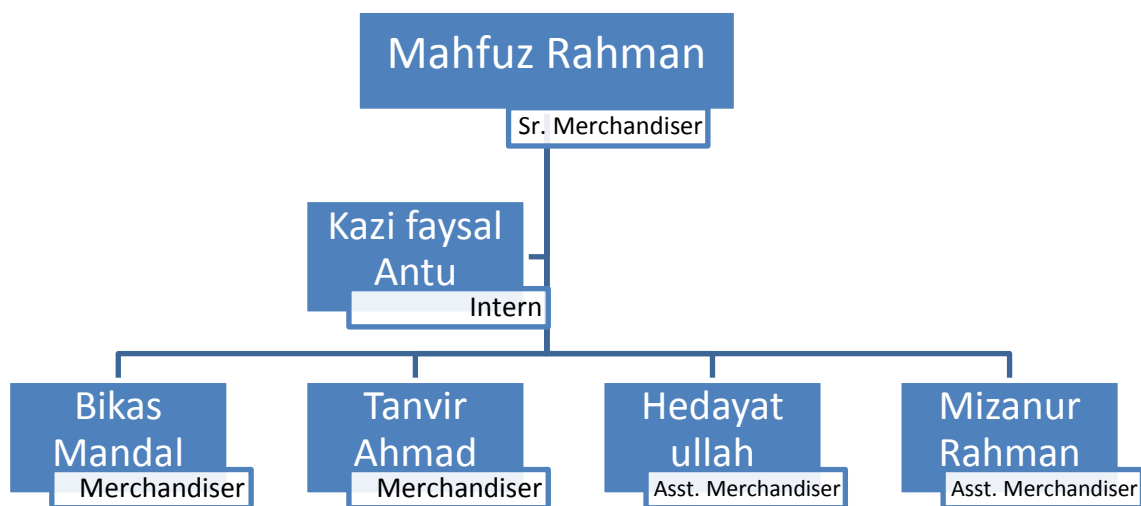 Mahfuz Rahman
Sr. Merchandiser
Kazi faysal
Antu
Intern
Bikas
Mandal
Merchandiser
Tanvir
Ahmad
Merchandiser
Hedayat
ullah
Asst. Merchandiser
Mizanur
Rahman
Asst. Merchandiser